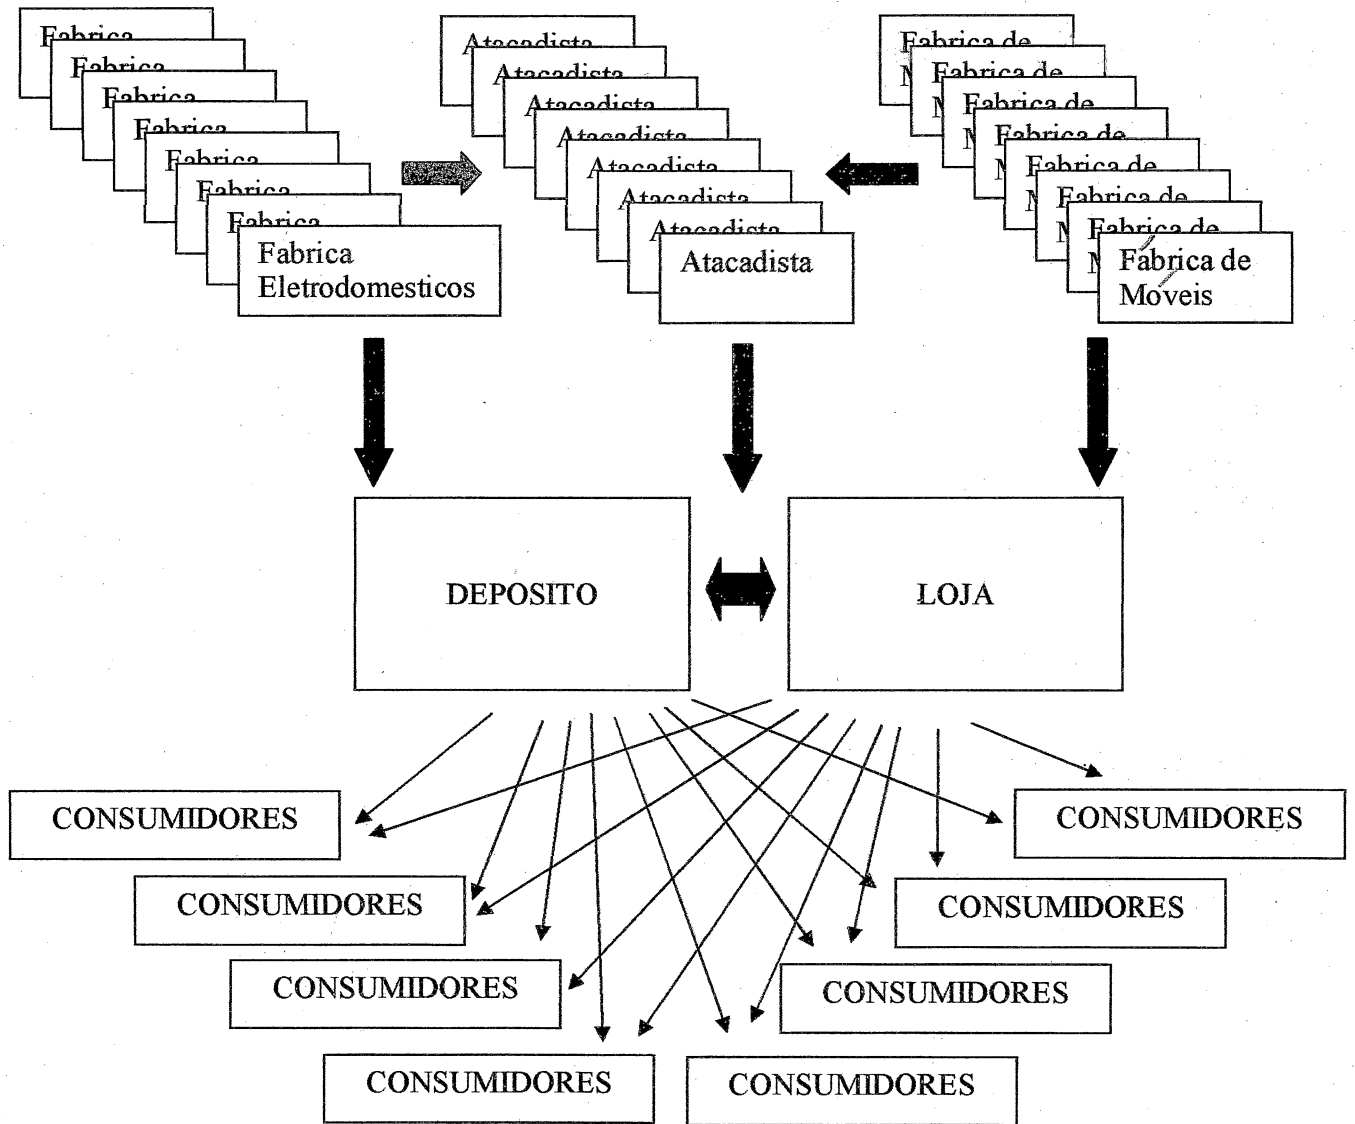 Fabrica
Fabrica
Fabrica
Fabrica
Fabrica
Fabrica
Fabrica
Fabrica
Eletrodomesticos
Atacadista
Atacadista
Atacadista
Atacadista
Atacadista
Atacadista
Atacadista
Atacadista
Fabrica de
Fabrica de
Fabrica de
Fabrica de
Fabrica de
Fabrica de
Fabrica de
Fabrica de
Moveis
DEPOSITO
LOJA
CONSUMIDORES
CONSUMIDORES
CONSUMIDORES
CONSUMIDORES
CONSUMIDORES
CONSUMIDORES
CONSUMIDORES
CONSUMIDORES